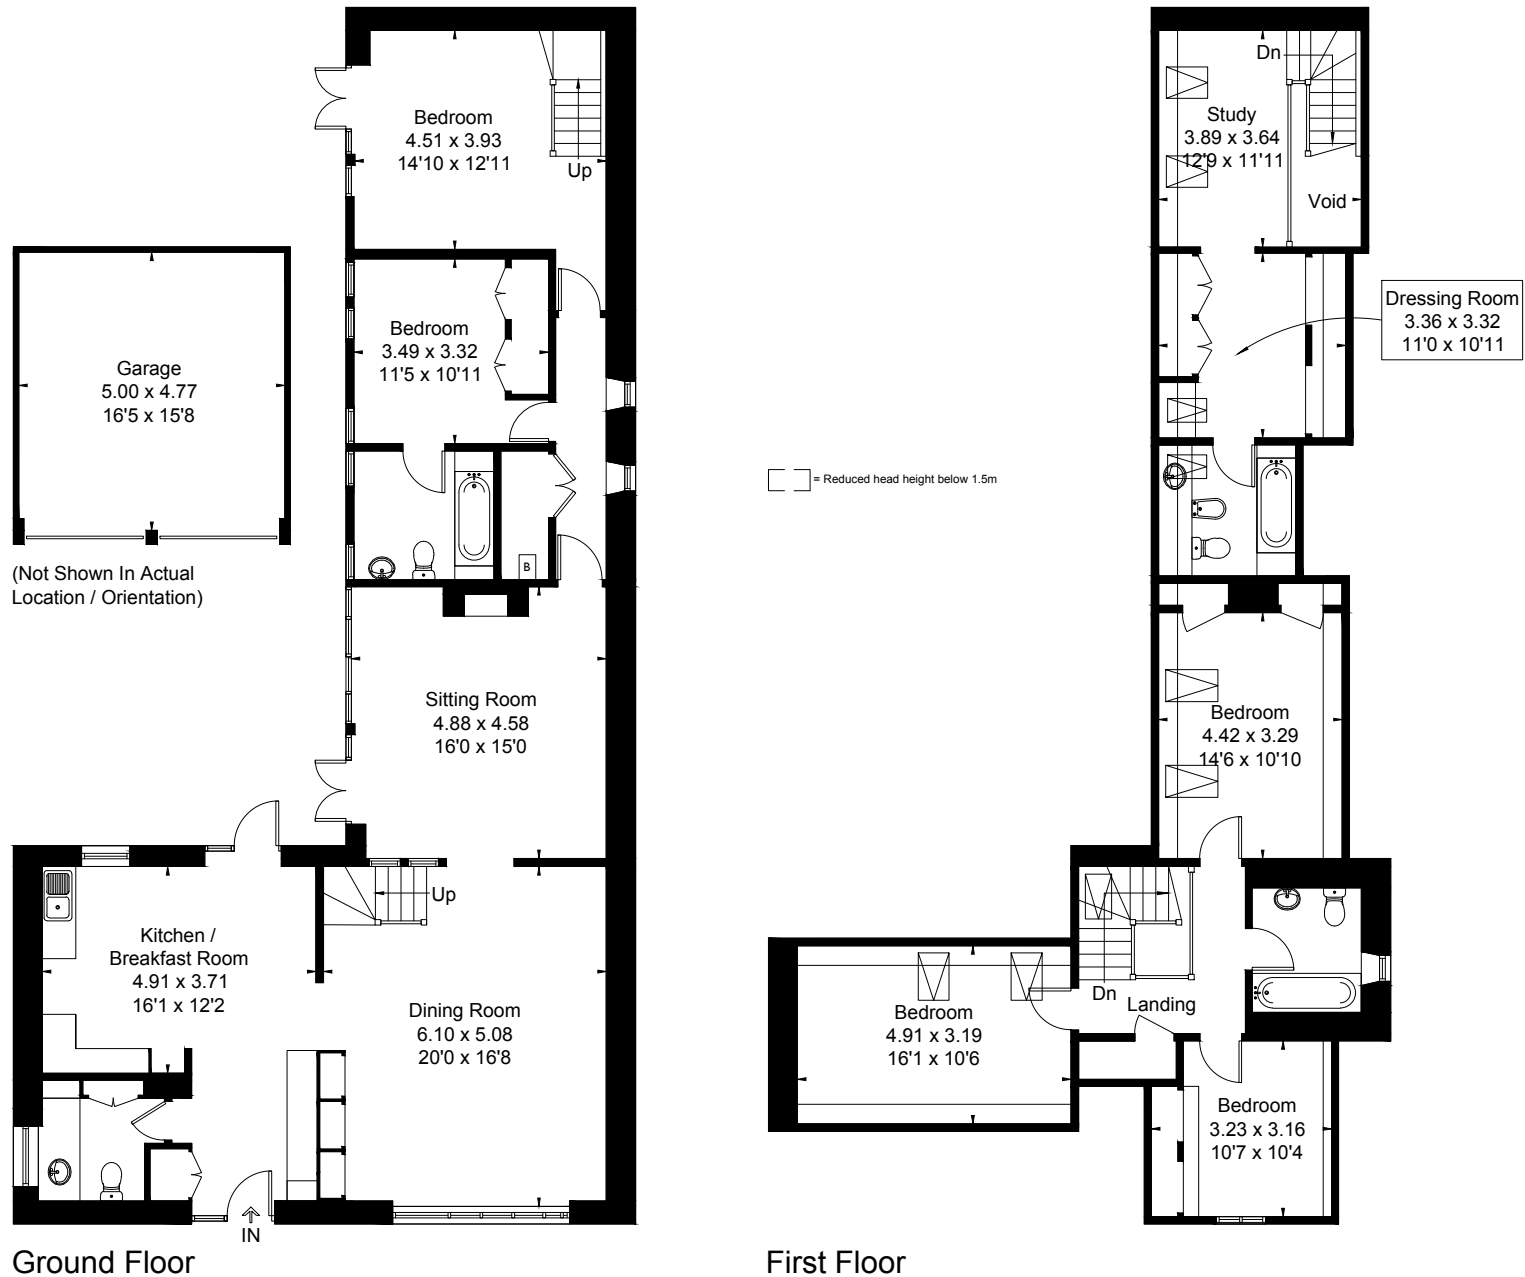 Bedroom
4.51 x 3.93
14'10 x 12'11
Up
Bedroom
3.49 x 3.32
11'5 x 10'11
Garage
5.00 x 4.77
16'5 x 15'8
(Not Shown In Actual
Location / Orientation)
B
Sitting Room
4.88 x 4.58
16'0 x 15'0
Up
Kitchen /
Breakfast Room
4.91 x 3.71
16'1 x 12'2
Dining Room
6.10 x 5.08
20'0 x 16'8
IN
Ground Floor
Dn
Study
3.89 x 3.64
12'9 x 11'11
Void
Dressing Room
3.36 x 3.32
11'0 x 10'11
= Reduced head height below 1.5m
Bedroom
4.42 x 3.29
14'6 x 10'10
Dn
Landing
Bedroom
4.91 x 3.19
16'1 x 10'6
Bedroom
3.23 x 3.16
10'7 x 10'4
First Floor